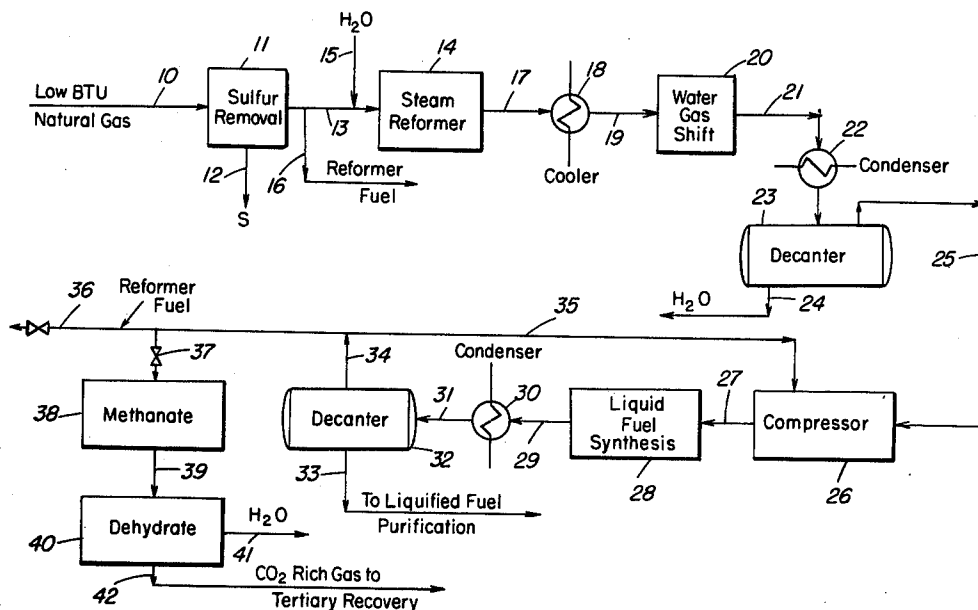 Low BTU
Natural Gas
10
11
Sulfur
Removal
12
S
13
H2O
15
16
Reformer
Fuel
14
Steam
Reformer
17
18
Cooler
19
20
Water
Gas
Shift
21
22
Condenser
23
Decanter
24
H2O
25
36
Reformer
Fuel
37
35
34
38
Methanate
39
40
Dehydrate
H2O
41
42
CO2 Rich Gas to
Tertiary Recovery
Decanter
32
33
To Liquified Fuel
Purification
31
Condenser
30
29
Liquid
Fuel
Synthesis
28
27
Compressor
26